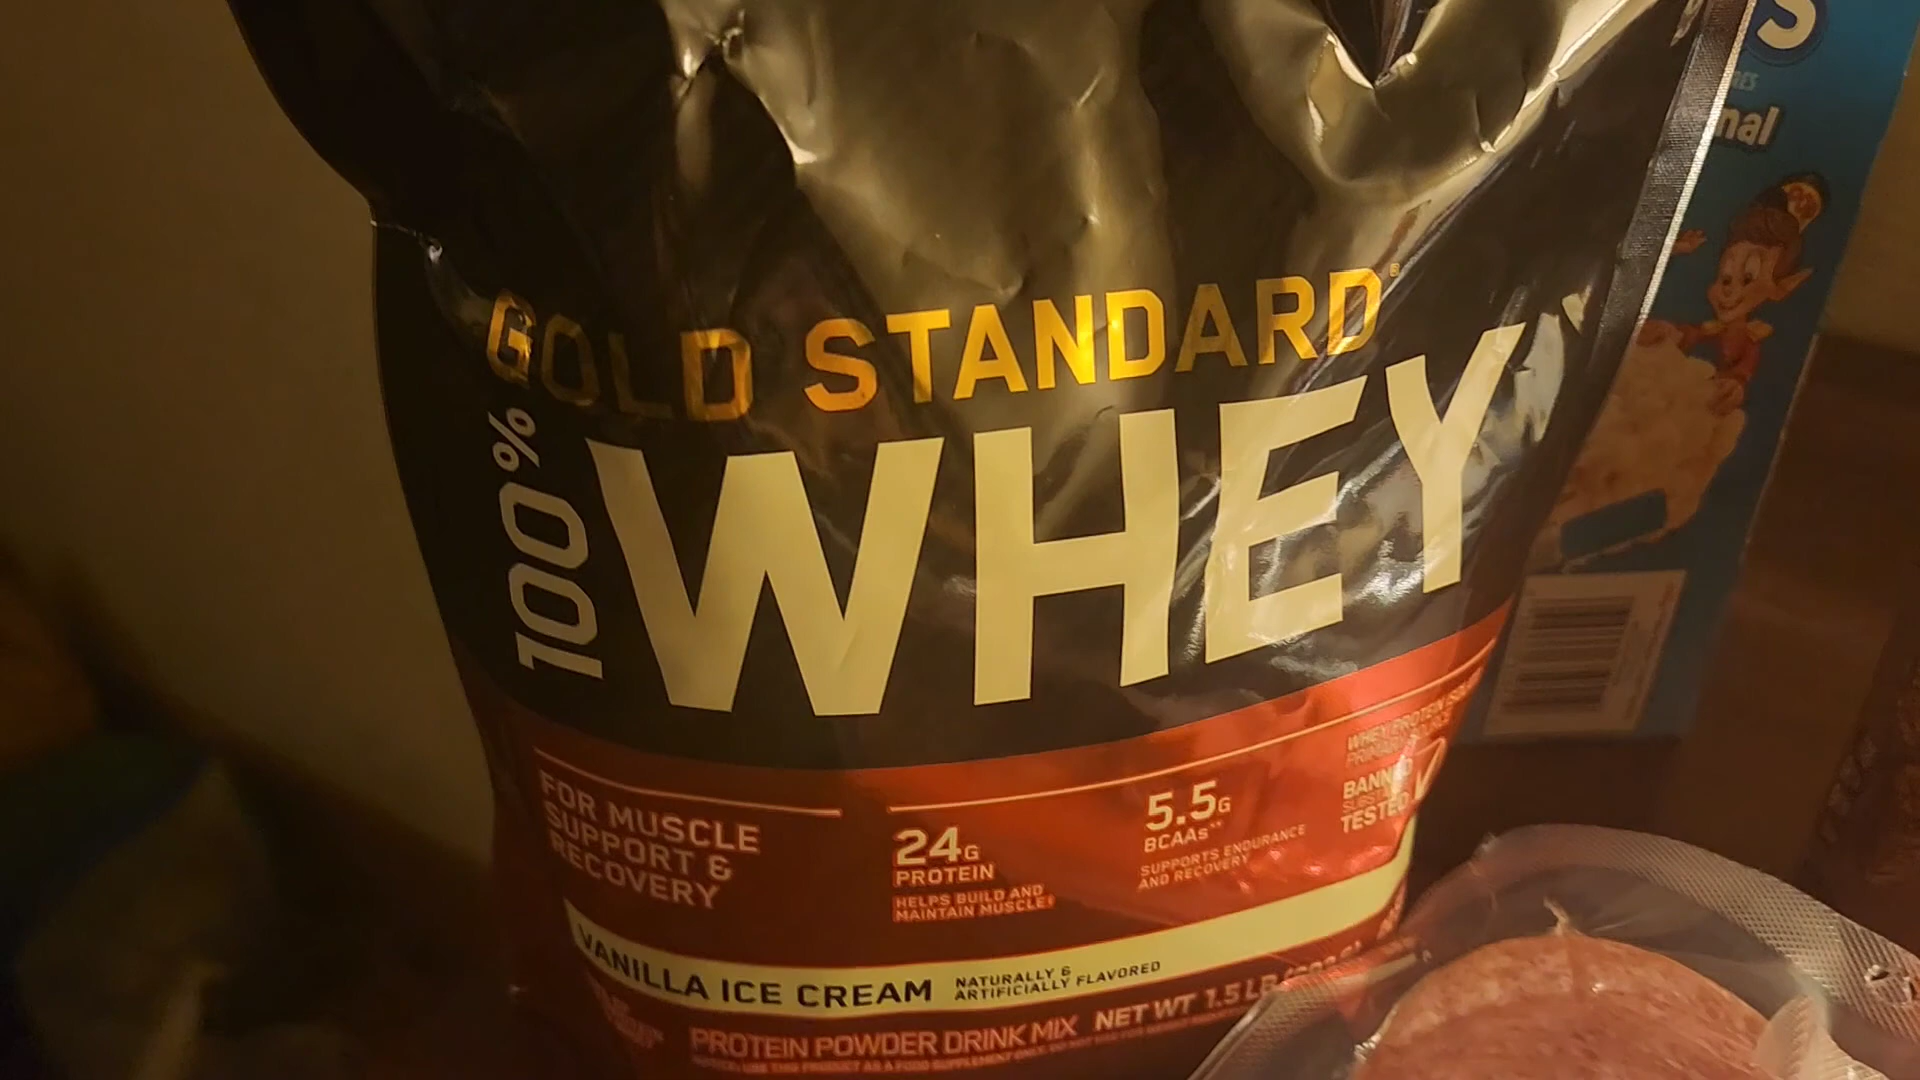 GOLD STANDARD®
100%
WHEY
FOR MUSCLE
SUPPORT &
RECOVERY
24G
PROTEIN
HELPS BUILD AND
MAINTAIN MUSCLE
5.5G
BCAAs**
SUPPORTS ENDURANCE
AND RECOVERY
WHEY PROTEIN
BANNED
TESTED
VANILLA ICE CREAM
NATURALLY &
ARTIFICIALLY FLAVORED
PROTEIN POWDER DRINK MIX NET WT 1.5 LB
S
nal